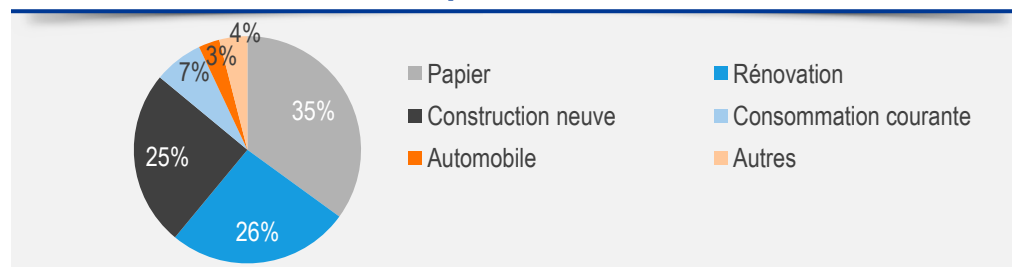 4%
3%
7%
35%
25%
26%
Papier
Rénovation
Construction neuve
Consommation courante
Automobile
Autres